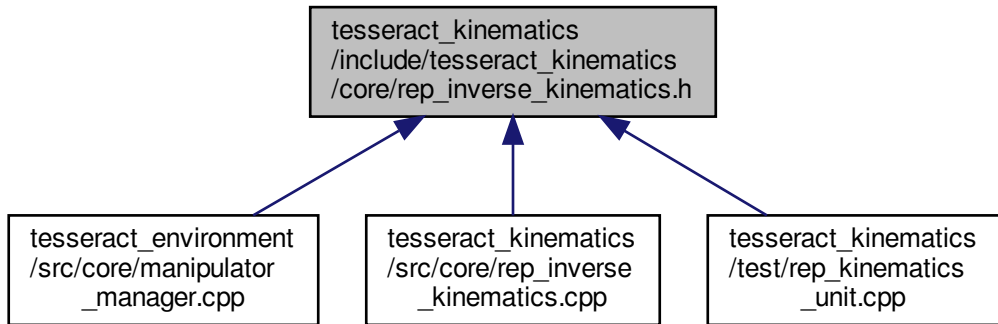 tesseract_kinematics
/include/tesseract_kinematics
/core/rep_inverse_kinematics.h
tesseract_environment
/src/core/manipulator
_manager.cpp
tesseract_kinematics
/src/core/rep_inverse
_kinematics.cpp
tesseract_kinematics
/test/rep_kinematics
_unit.cpp